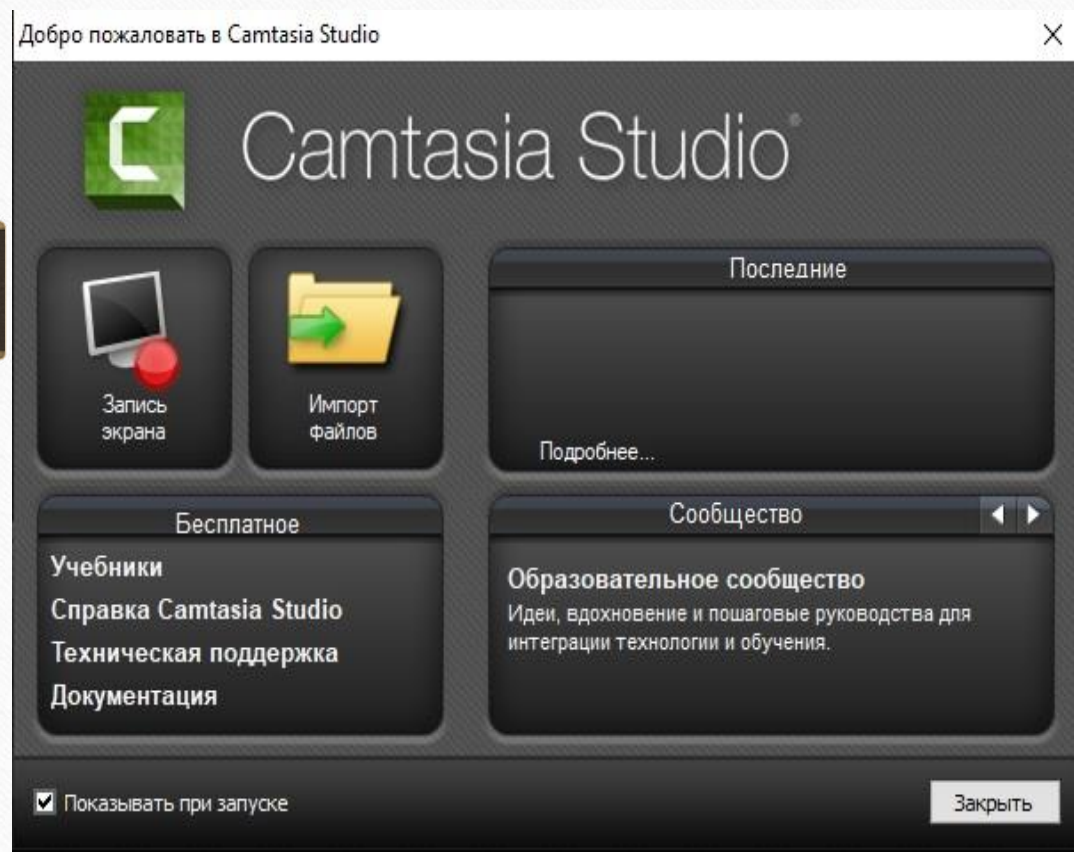 Добро пожаловать в Camtasia Studio
Camtasia Studio®
Запись
экрана
Импорт
файлов
Последние
Подробнее...
Бесплатное
Учебники
Справка Camtasia Studio
Техническая поддержка
Документация
Сообщество
Образовательное сообщество
Идеи, вдохновение и пошаговые руководства для
интеграции технологии и обучения.
Показывать при запуске
Закрыть